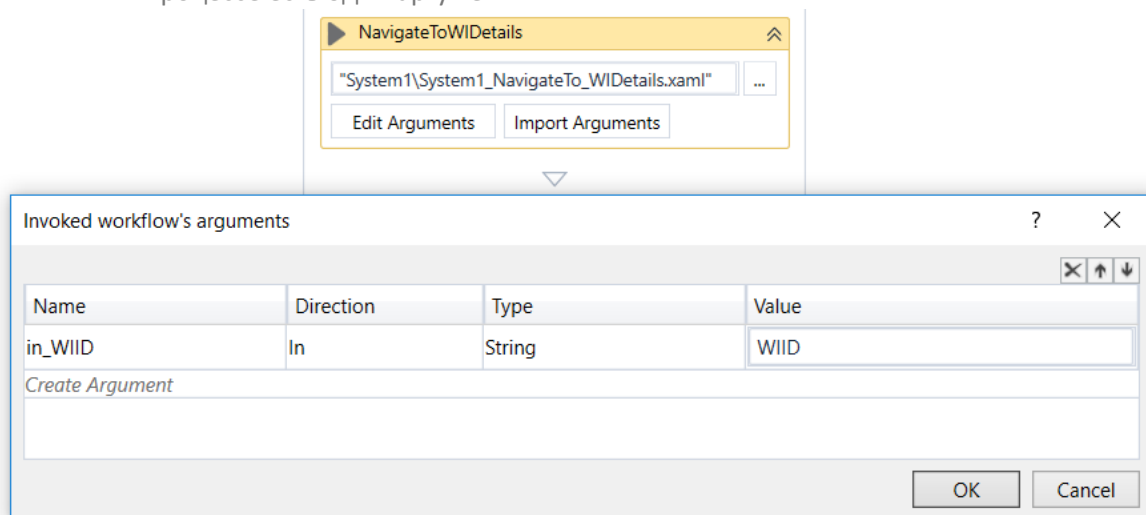 NavigateToWIDetails
"System1\System1_NavigateTo_WIDetails.xaml" ...
Edit Arguments Import Arguments
Invoked workflow's arguments ?
Name Direction Type Value
in_WIID In String WIID
Create Argument
OK Cancel